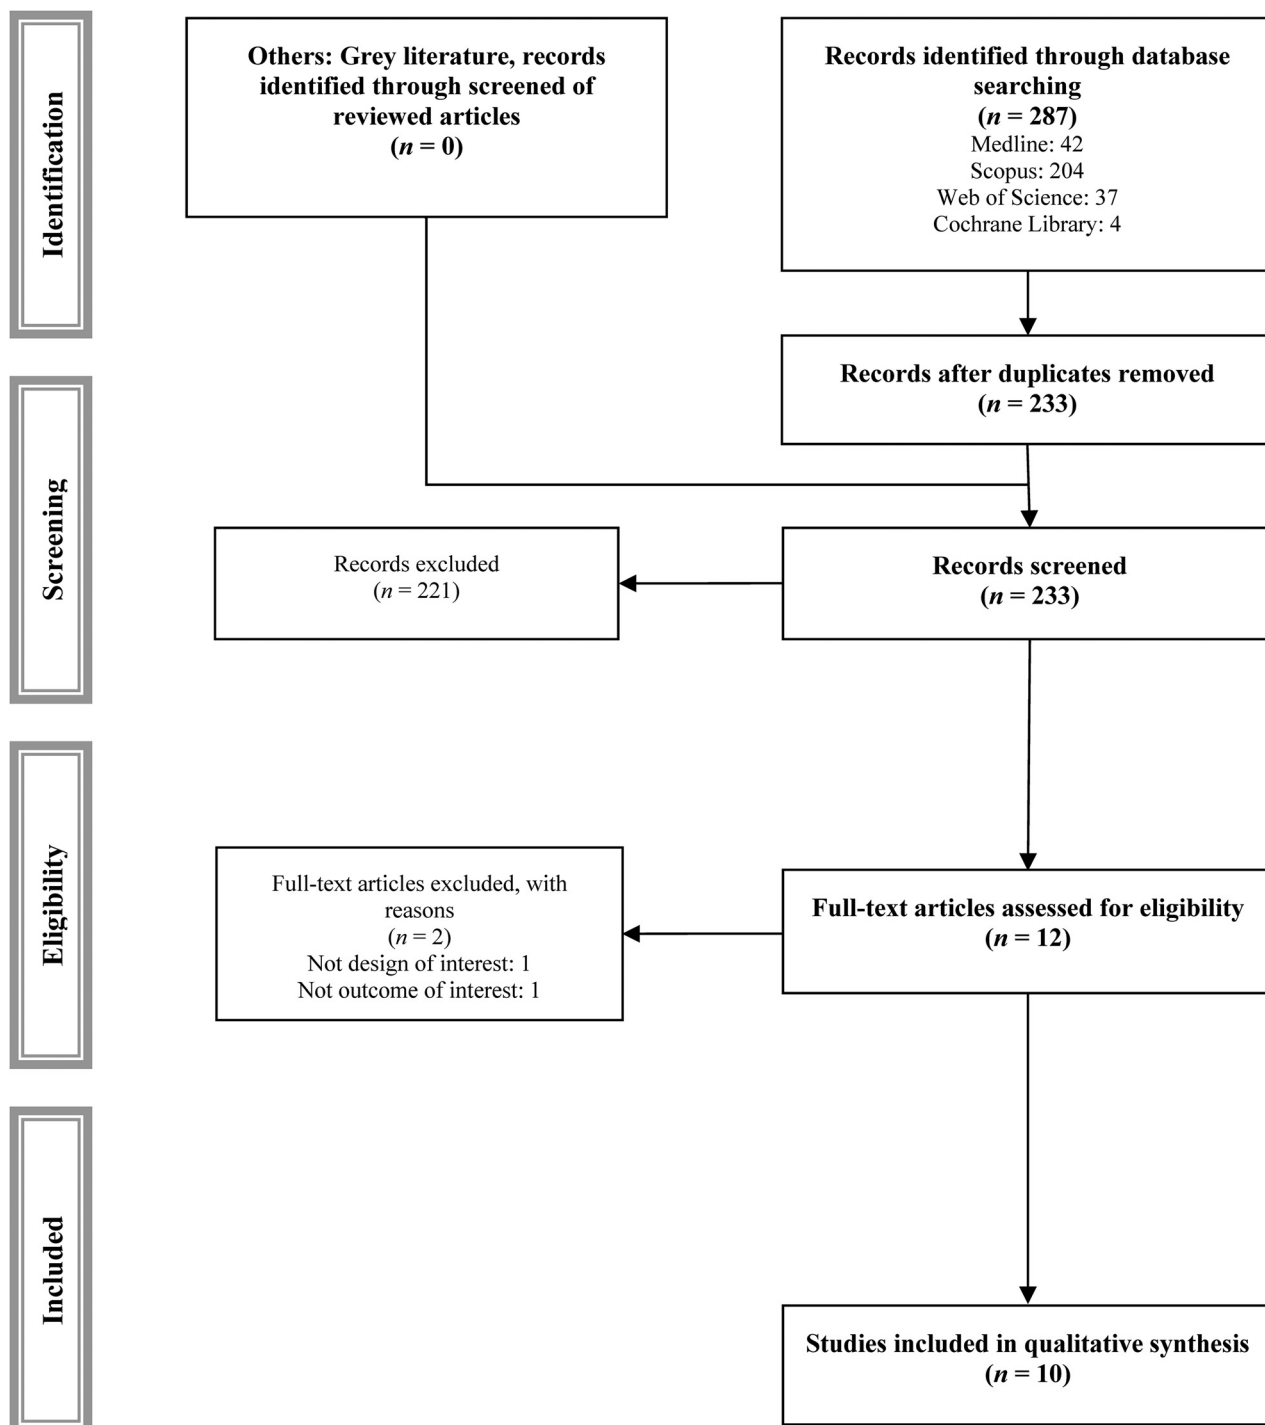 Identification
Others: Grey literature, records
identified through screened of
reviewed articles
(n = 0)
Records identified through database
searching
(n = 287)
Medline: 42
Scopus: 204
Web of Science: 37
Cochrane Library: 4
Records after duplicates removed
(n = 233)
Screening
Records excluded
(n = 221)
Records screened
(n = 233)
Eligibility
Full-text articles excluded, with
reasons
(n = 2)
Not design of interest: 1
Not outcome of interest: 1
Full-text articles assessed for eligibility
(n = 12)
Included
Studies included in qualitative synthesis
(n = 10)